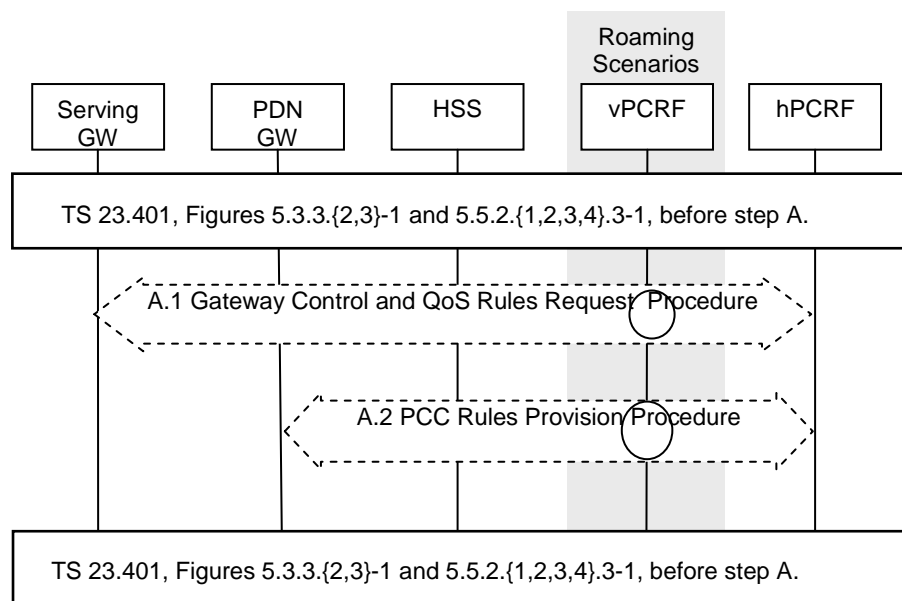 Roaming
Scenarios
Serving
GW
PDN
GW
HSS
vPCRF
hPCRF
TS 23.401, Figures 5.3.3.{2,3}-1 and 5.5.2.{1,2,3,4}.3-1, before step A.
A.1 Gateway Control and QoS Rules Request Procedure
A.2 PCC Rules Provision Procedure
TS 23.401, Figures 5.3.3.{2,3}-1 and 5.5.2.{1,2,3,4}.3-1, before step A.